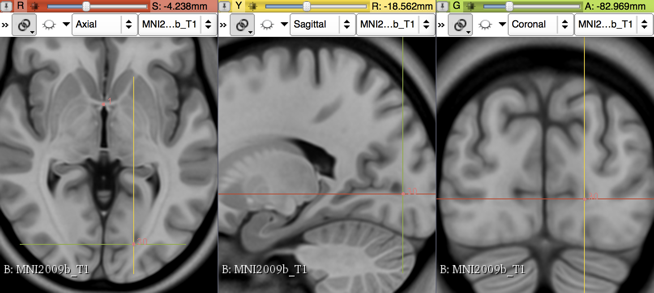 R S: -4.238mm Y R: -18.562mm G A: -82.969mm
» Axial MNI2...b_T1 » Sagittal MNI2...b_T1 » Coronal MNI2...b_T1
B: MNI2009b_T1 B: MNI2009b_T1 B: MNI2009b_T1